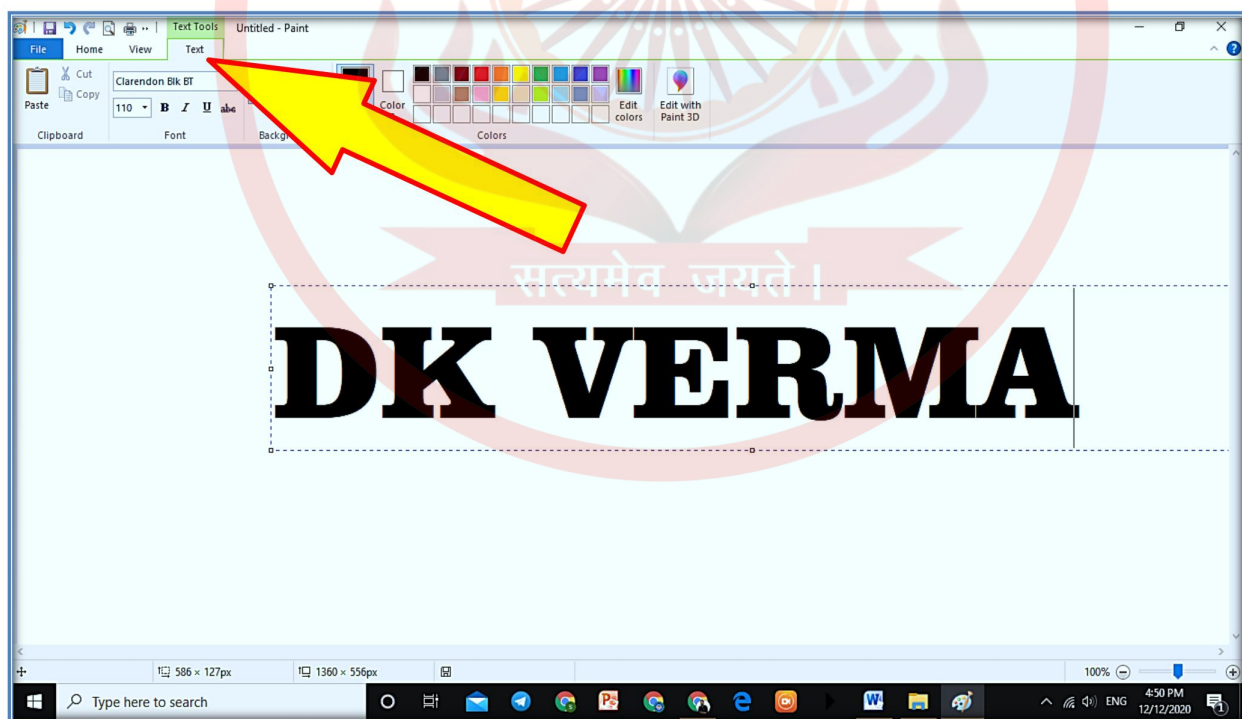 Text Tools Untitled - Paint
File Home View Text
Cut
Copy
Paste
Clarendon Blk BT
110 B I U abc
Color
Edit colors
Edit with Paint 3D
Clipboard Font Colors
सत्यमेव जयते।
DK VERMA
586 × 127px 1360 × 556px 100%
Type here to search
ENG
4:50 PM
12/12/2020